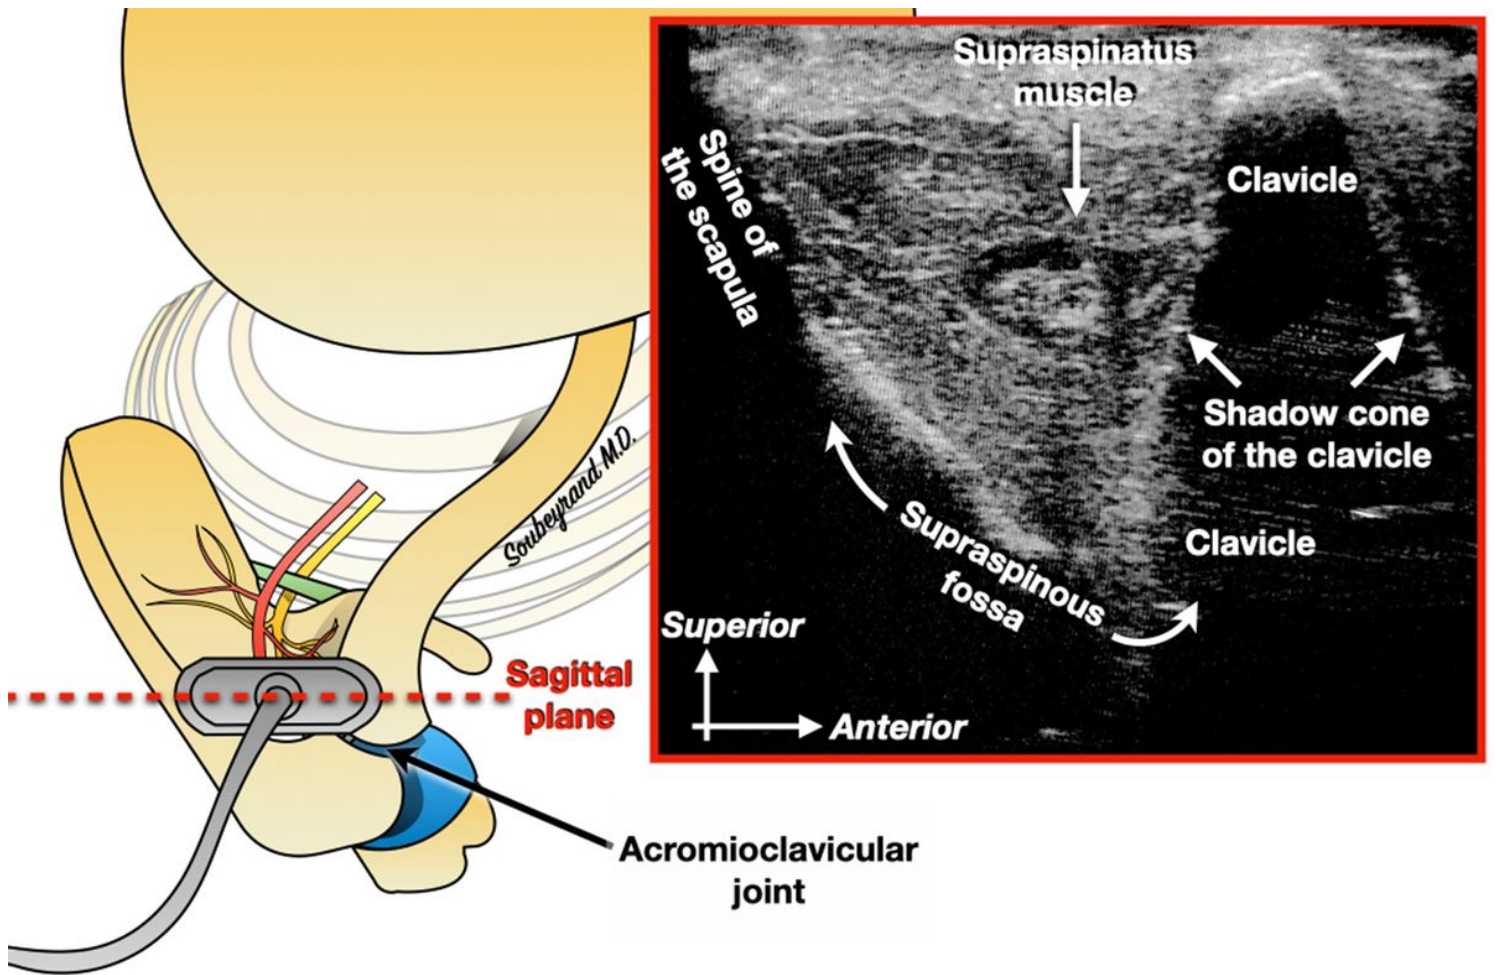 Supraspinatus
muscle
Spine of
the scapula
Clavicle
Shadow cone
of the clavicle
Supraspinous
fossa
Clavicle
Superior
Anterior
Soubeyrand M.D.
Sagittal
plane
Acromioclavicular
joint